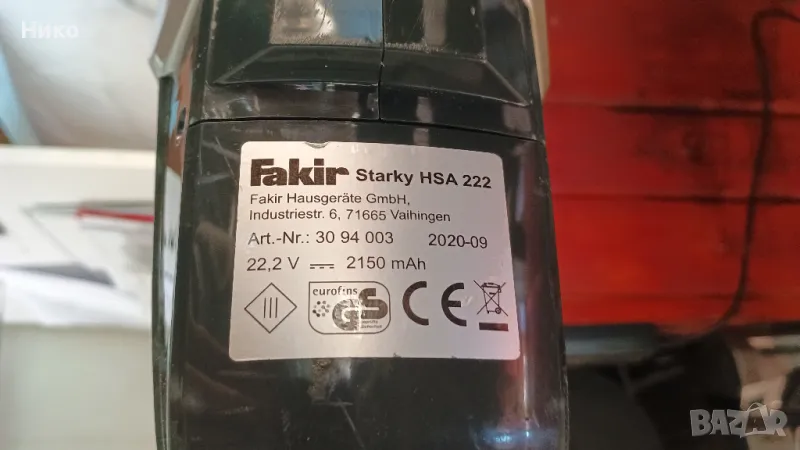 Нико
Fakir Starky HSA 222
Fakir Hausgeräte GmbH,
Industriestr. 6, 71665 Vaihingen
Art.-Nr.: 30 94 003 2020-09
22,2 V 2150 mAh
III
eurofins
GS
CE
BAZAR